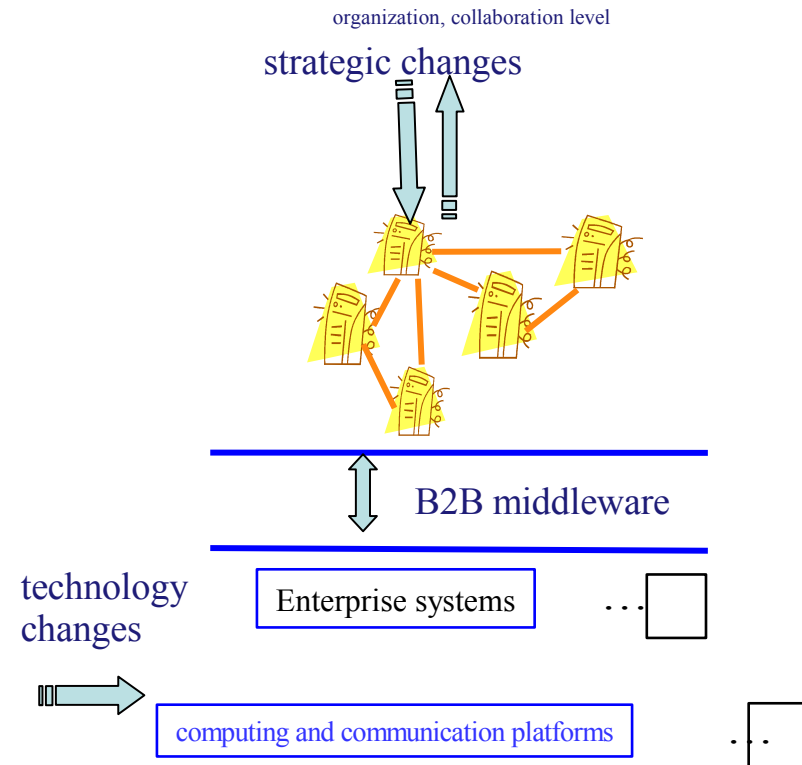 organization, collaboration level
strategic changes
B2B middleware
technology
changes
Enterprise systems
...
computing and communication platforms
...